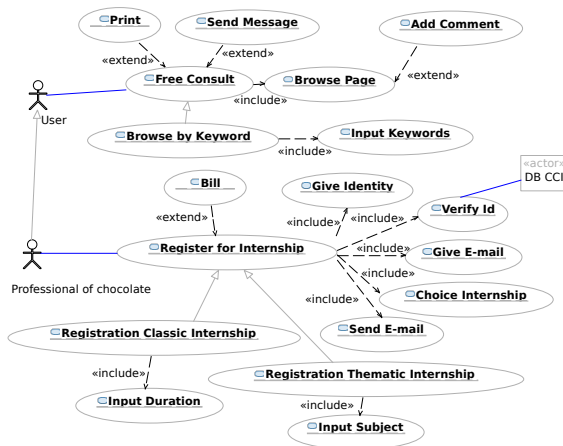 Print
Send Message
Add Comment
«extend»
«extend»
«extend»
Free Consult
Browse Page
«include»
User
Browse by Keyword
Input Keywords
«include»
«actor»
DB CCI
Bill
Give Identity
Verify Id
«extend»
«include»
«include»
Register for Internship
«include»
Give E-mail
Professional of chocolate
Choice Internship
«include»
«include»
Registration Classic Internship
Send E-mail
«include»
Registration Thematic Internship
Input Duration
«include»
Input Subject